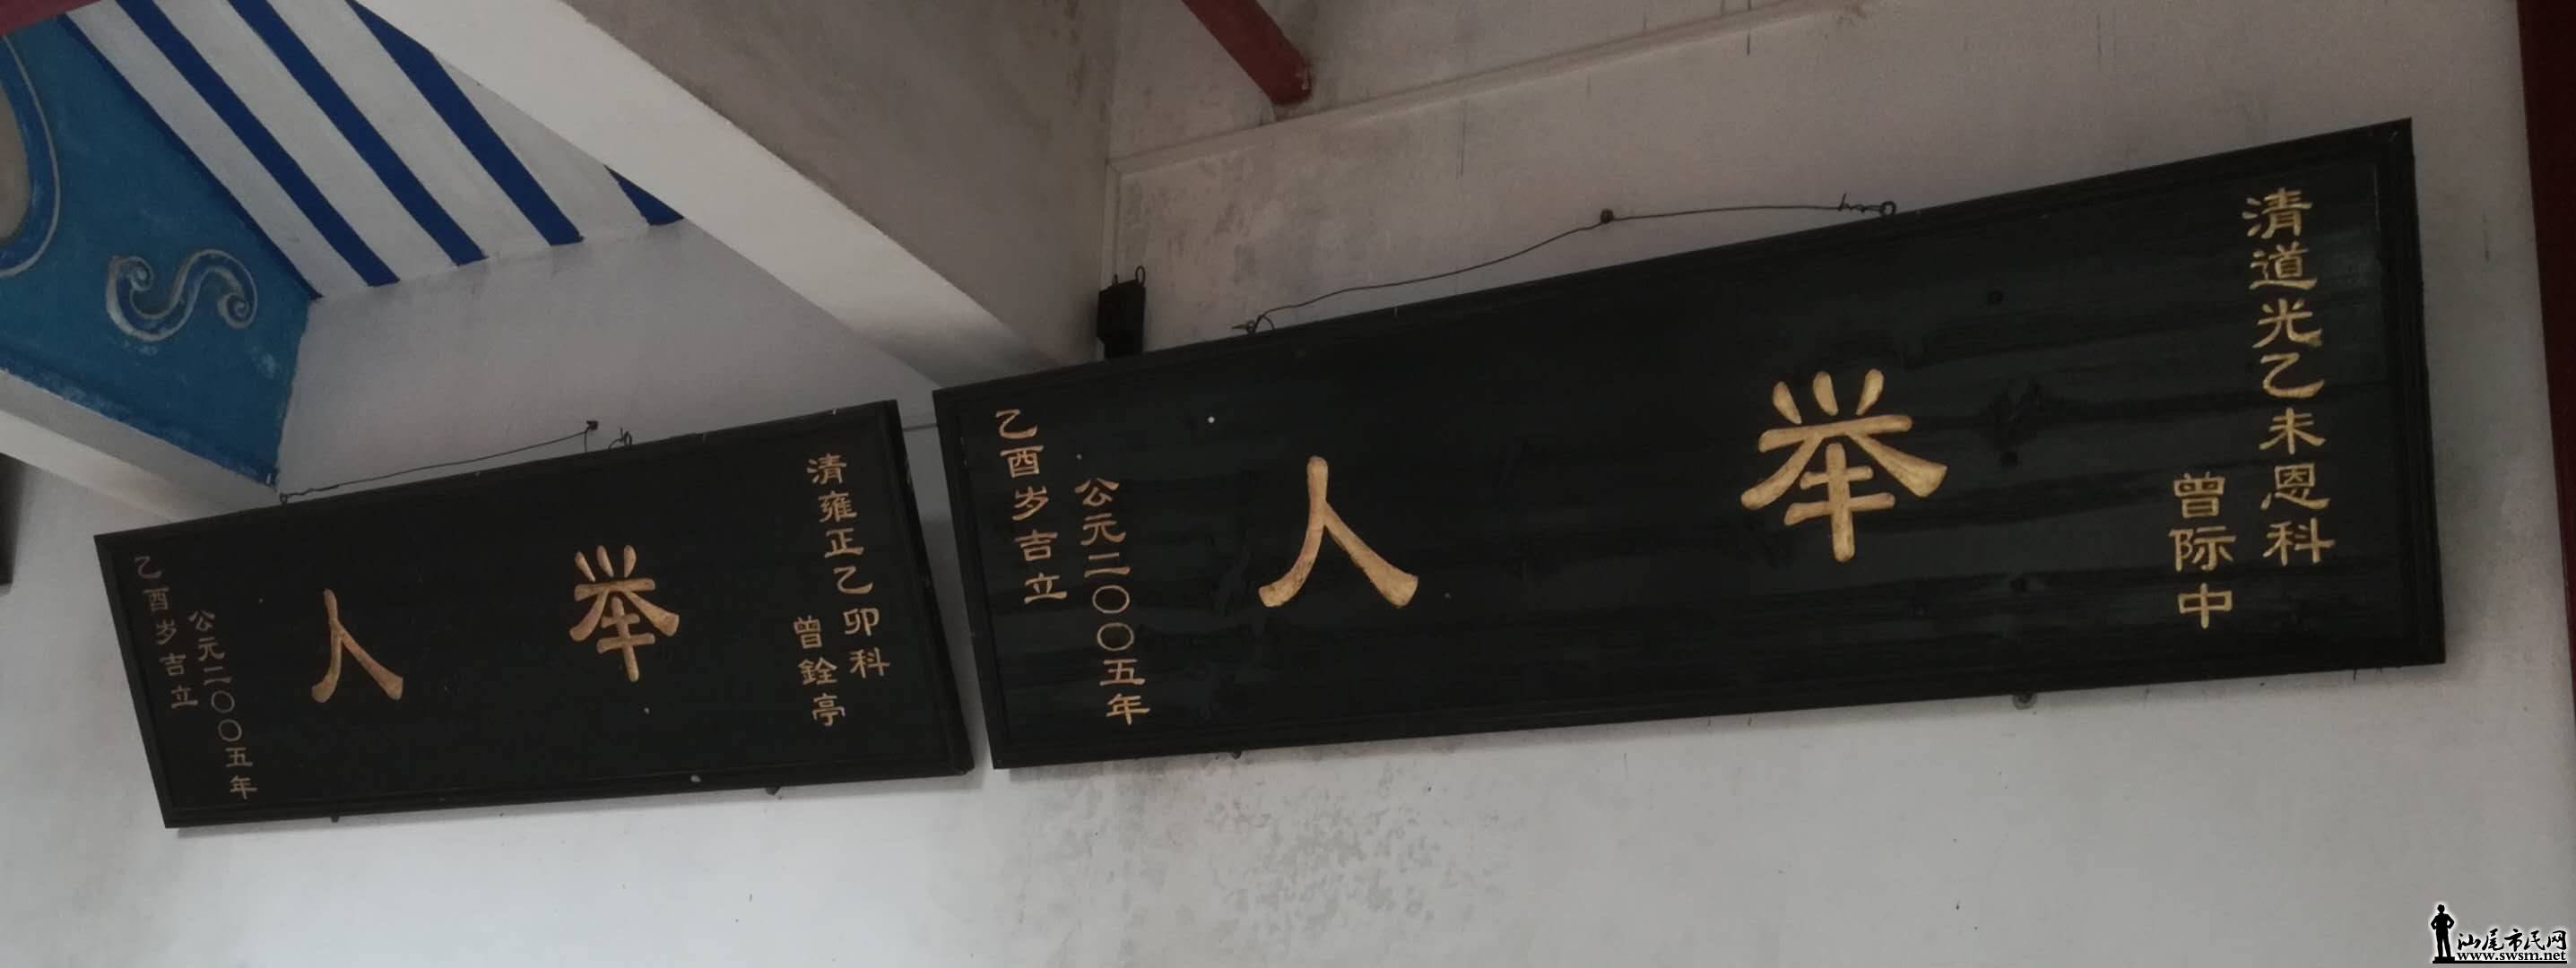 清道光乙未恩科
曾际中
举人
公元二〇〇五年
乙酉岁吉立
清雍正乙卯科
曾銓亭
举人
公元二〇〇五年
乙酉岁吉立
汕尾市民网
www.swsm.net